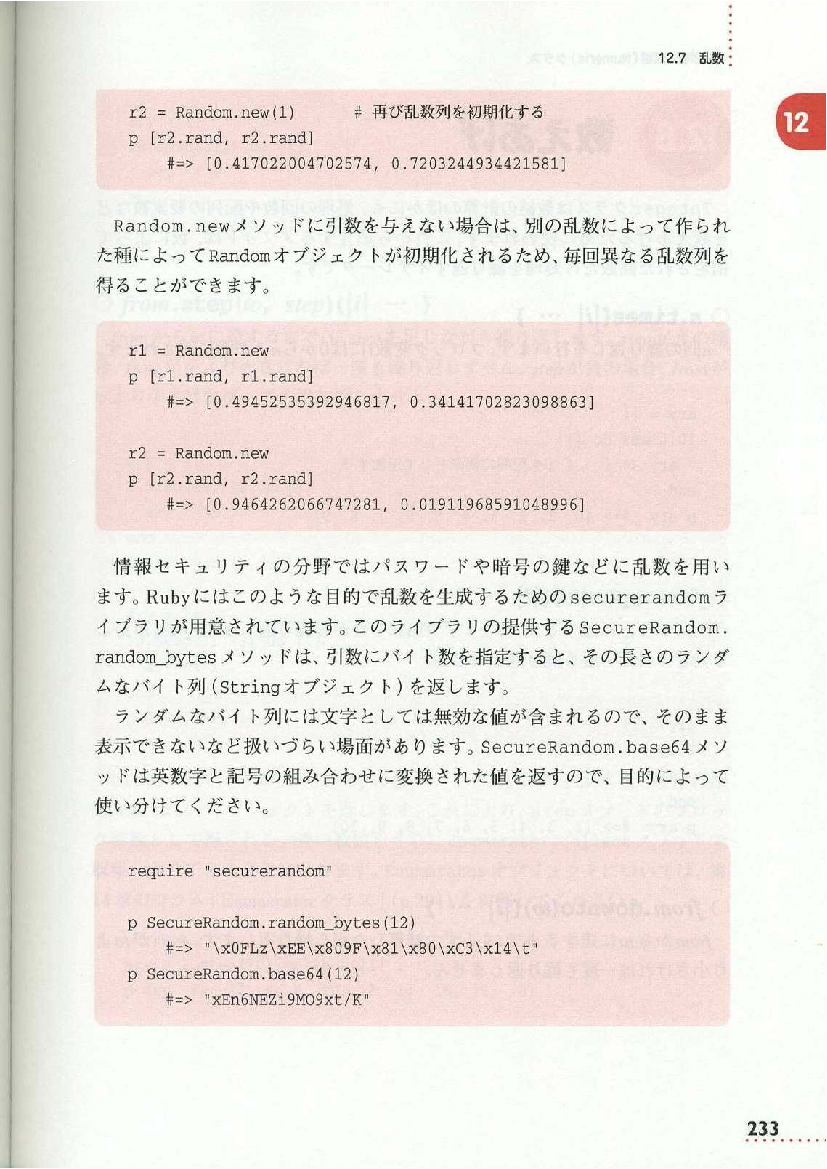 12.7 乱数
12
r2 = Random.new(1)      # 再び乱数列を初期化する
p [r2.rand, r2.rand]
   #=> [0.417022004702574, 0.7203244934421581]
Random.newメソッドに引数を与えない場合は、別の乱数によって作られ
た種によってRandomオブジェクトが初期化されるため、毎回異なる乱数列を
得ることができます。
r1 = Random.new
p [r1.rand, r1.rand]
   #=> [0.49452535392946817, 0.34141702823098863]
r2 = Random.new
p [r2.rand, r2.rand]
   #=> [0.9464262066747281, 0.01911968591048996]
情報セキュリティの分野ではパスワードや暗号の鍵などに乱数を用い
ます。Rubyにはこのような目的で乱数を生成するためのsecurerandomラ
イブラリが用意されています。このライブラリの提供するSecureRandom.
random_bytesメソッドは、引数にバイト数を指定すると、その長さのランダ
ムなバイト列(Stringオブジェクト)を返します。
ランダムなバイト列には文字としては無効な値が含まれるので、そのまま
表示できないなど扱いづらい場面があります。SecureRandom.base64メソ
ッドは英数字と記号の組み合わせに変換された値を返すので、目的によって
使い分けてください。
require "securerandom"
p SecureRandom.random_bytes(12)
   #=> "\x0FLz\xEE\x809F\x81\x80\xC3\x14\t"
p SecureRandom.base64(12)
   #=> "xEn6NEZi9MO9xt/K"
233